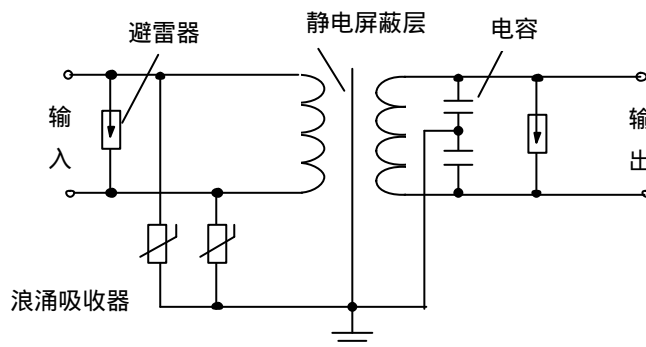 避雷器
静电屏蔽层
电容
输入
输出
浪涌吸收器